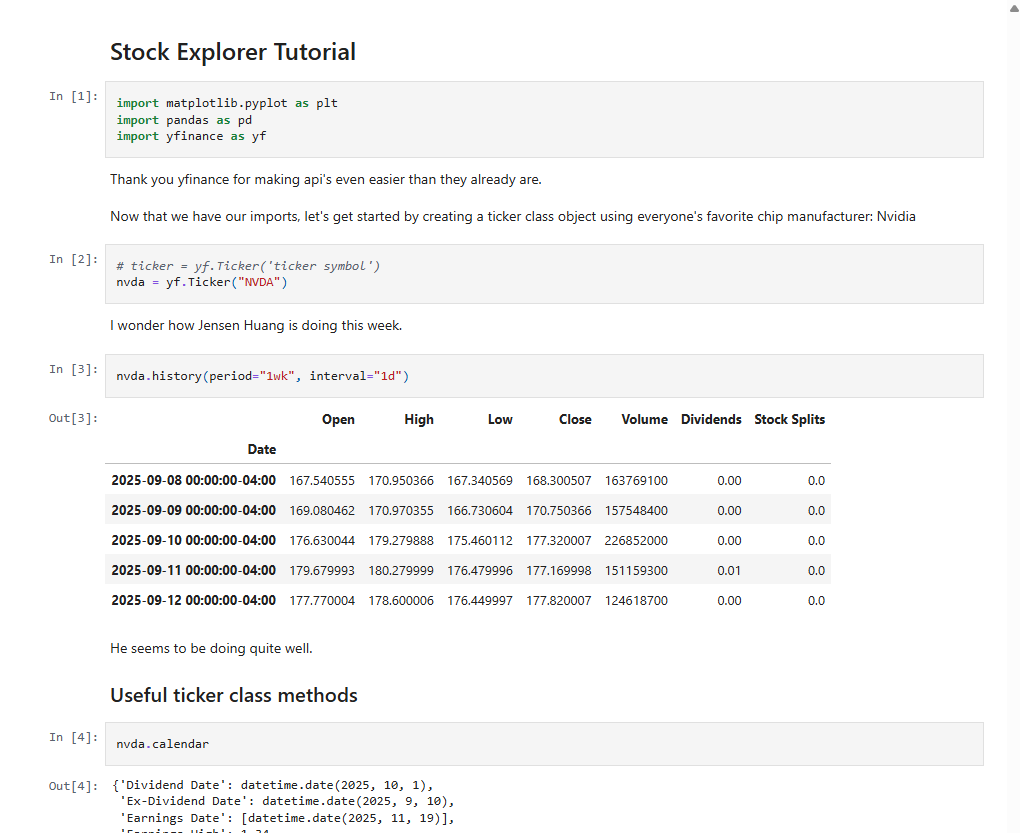 Stock Explorer Tutorial
In [1]:
import matplotlib.pyplot as plt
import pandas as pd
import yfinance as yf
Thank you yfinance for making api's even easier than they already are.
Now that we have our imports, let's get started by creating a ticker class object using everyone's favorite chip manufacturer: Nvidia
In [2]:
# ticker = yf.Ticker('ticker symbol')
nvda = yf.Ticker("NVDA")
I wonder how Jensen Huang is doing this week.
In [3]:
nvda.history(period="1wk", interval="1d")
Out[3]:
Open High Low Close Volume Dividends Stock Splits
Date
2025-09-08 00:00:00-04:00 167.540555 170.950366 167.340569 168.300507 163769100 0.00 0.0
2025-09-09 00:00:00-04:00 169.080462 170.970355 166.730604 170.750366 157548400 0.00 0.0
2025-09-10 00:00:00-04:00 176.630044 179.279888 175.460112 177.320007 226852000 0.00 0.0
2025-09-11 00:00:00-04:00 179.679993 180.279999 176.479996 177.169998 151159300 0.01 0.0
2025-09-12 00:00:00-04:00 177.770004 178.600006 176.449997 177.820007 124618700 0.00 0.0
He seems to be doing quite well.
Useful ticker class methods
In [4]:
nvda.calendar
Out[4]:
{'Dividend Date': datetime.date(2025, 10, 1),
'Ex-Dividend Date': datetime.date(2025, 9, 10),
'Earnings Date': [datetime.date(2025, 11, 19)],